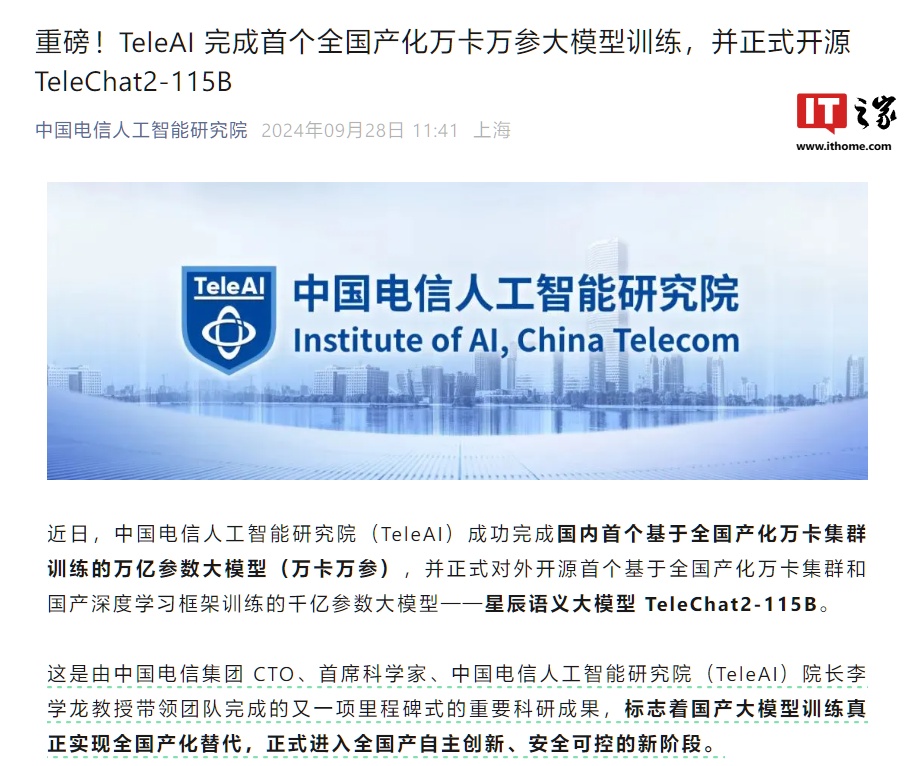 重磅！TeleAI 完成首个全国产化万卡万参大模型训练，并正式开源
TeleChat2-115B
中国电信人工智能研究院 2024年09月28日 11:41 上海
IT之家
www.ithome.com
TeleAI
中国电信人工智能研究院
Institute of AI, China Telecom
近日，中国电信人工智能研究院（TeleAI）成功完成国内首个基于全国产化万卡集群
训练的万亿参数大模型（万卡万参），并正式对外开源首个基于全国产化万卡集群和
国产深度学习框架训练的千亿参数大模型——星辰语义大模型 TeleChat2-115B。
这是由中国电信集团 CTO、首席科学家、中国电信人工智能研究院（TeleAI）院长李
学龙教授带领团队完成的又一项里程碑式的重要科研成果，标志着国产大模型训练真
正实现全国产化替代，正式进入全国产自主创新、安全可控的新阶段。